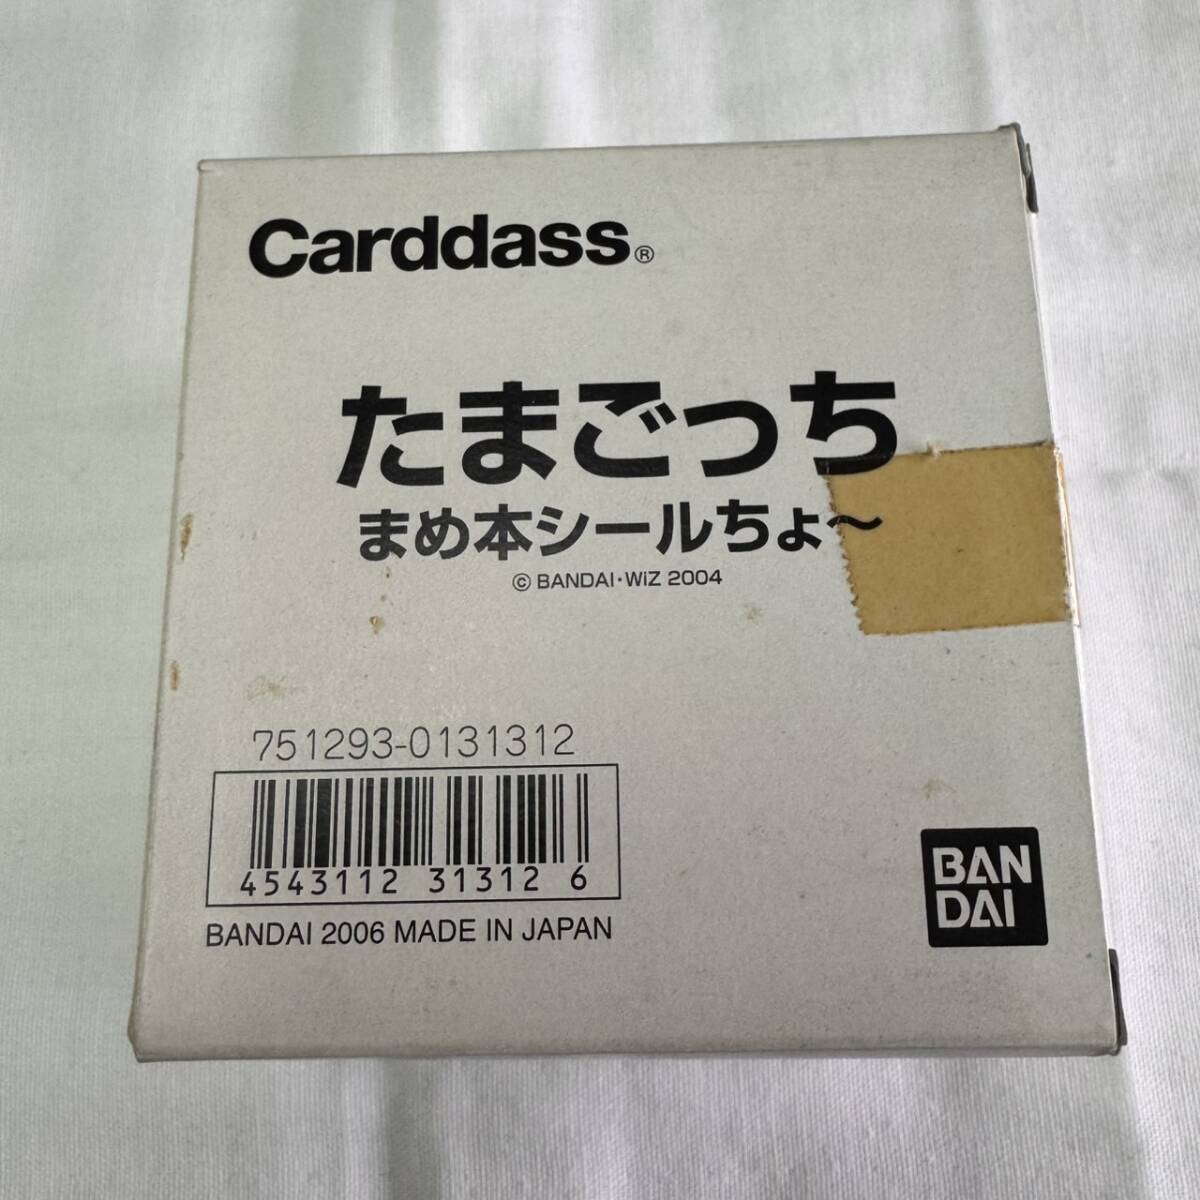 Carddass®
たまごっち
まめ本シールちょ〜
© BANDAI・WiZ 2004
751293-0131312
4543112 31312 6
BANDAI 2006 MADE IN JAPAN
BAN
DAI